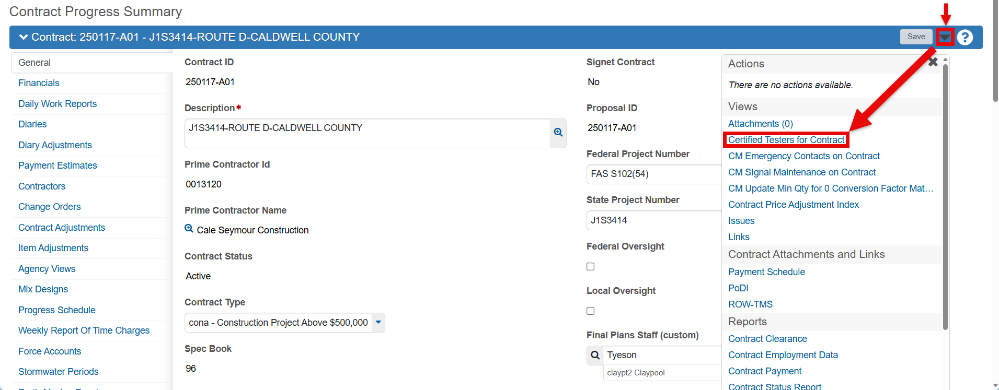 Contract Progress Summary
Contract: 250117-A01 - J1S3414-ROUTE D-CALDWELL COUNTY
Save
?
General
Financials
Daily Work Reports
Diaries
Diary Adjustments
Payment Estimates
Contractors
Change Orders
Contract Adjustments
Item Adjustments
Agency Views
Mix Designs
Progress Schedule
Weekly Report Of Time Charges
Force Accounts
Stormwater Periods
Contract ID
250117-A01
Description*
J1S3414-ROUTE D-CALDWELL COUNTY
Prime Contractor Id
0013120
Prime Contractor Name
Cale Seymour Construction
Contract Status
Active
Contract Type
cona - Construction Project Above $500,000
Spec Book
96
Signet Contract
No
Proposal ID
250117-A01
Federal Project Number
FAS S102(54)
State Project Number
J1S3414
Federal Oversight
Local Oversight
Final Plans Staff (custom)
Tyeson
claypt2 Claypool
Actions
There are no actions available.
Views
Attachments (0)
Certified Testers for Contract
CM Emergency Contacts on Contract
CM SIgnal Maintenance on Contract
CM Update Min Qty for 0 Conversion Factor Mat...
Contract Price Adjustment Index
Issues
Links
Contract Attachments and Links
Payment Schedule
PoDI
ROW-TMS
Reports
Contract Clearance
Contract Employment Data
Contract Payment
Contract Status Report